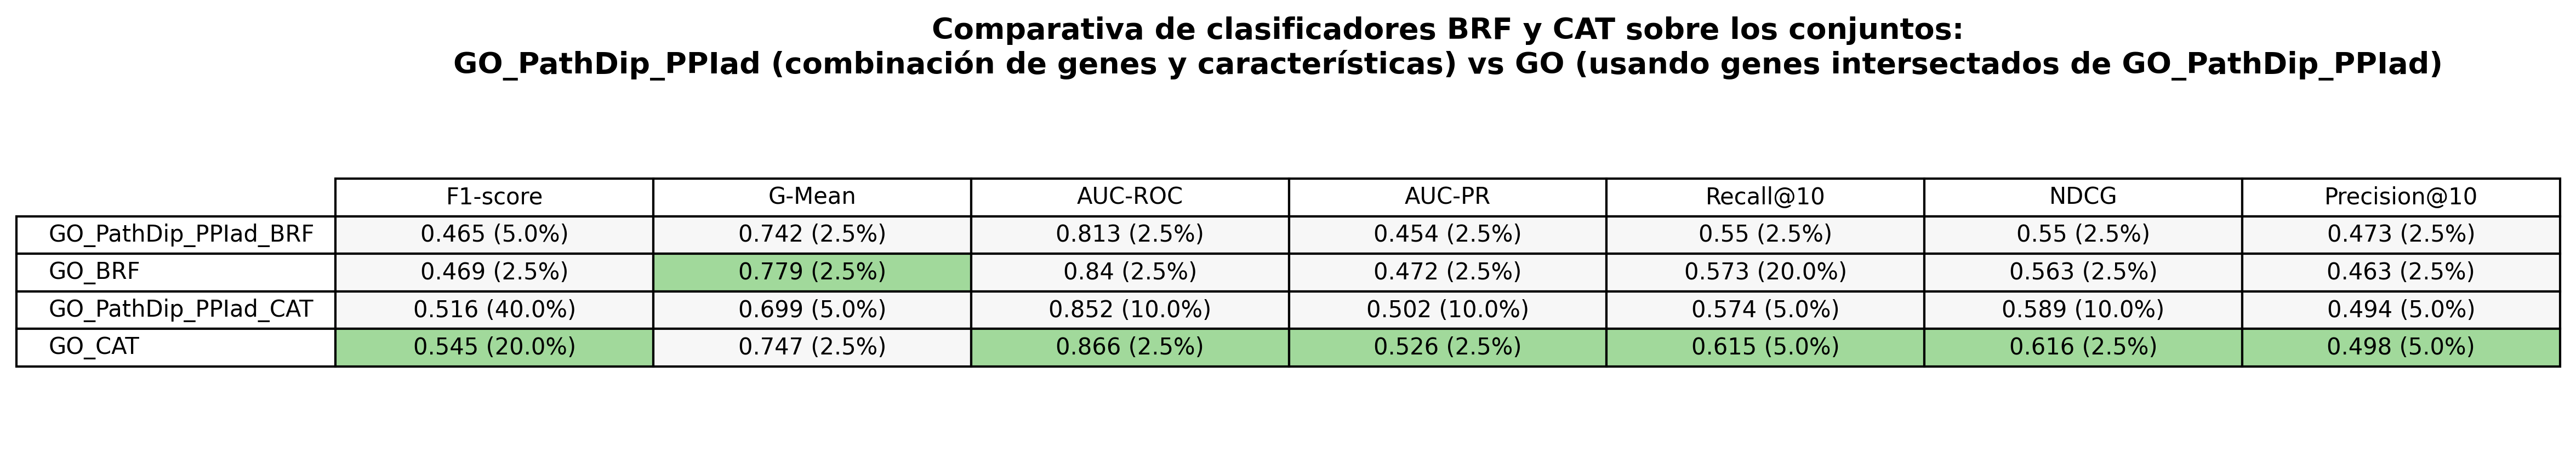 Comparativa de clasificadores BRF y CAT sobre los conjuntos:
GO_PathDip_PPIad (combinación de genes y características) vs GO (usando genes intersectados de GO_PathDip_PPIad)
F1-score G-Mean AUC-ROC AUC-PR Recall@10 NDCG Precision@10
GO_PathDip_PPIad_BRF 0.465 (5.0%) 0.742 (2.5%) 0.813 (2.5%) 0.454 (2.5%) 0.55 (2.5%) 0.55 (2.5%) 0.473 (2.5%)
GO_BRF 0.469 (2.5%) 0.779 (2.5%) 0.84 (2.5%) 0.472 (2.5%) 0.573 (20.0%) 0.563 (2.5%) 0.463 (2.5%)
GO_PathDip_PPIad_CAT 0.516 (40.0%) 0.699 (5.0%) 0.852 (10.0%) 0.502 (10.0%) 0.574 (5.0%) 0.589 (10.0%) 0.494 (5.0%)
GO_CAT 0.545 (20.0%) 0.747 (2.5%) 0.866 (2.5%) 0.526 (2.5%) 0.615 (5.0%) 0.616 (2.5%) 0.498 (5.0%)